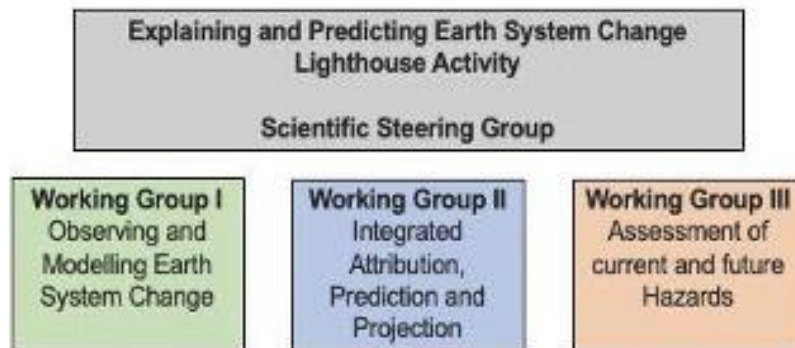 Explaining and Predicting Earth System Change
Lighthouse Activity
Scientific Steering Group
Working Group I
Observing and
Modelling Earth
System Change
Working Group II
Integrated
Attribution,
Prediction and
Projection
Working Group III
Assessment of
current and future
Hazards